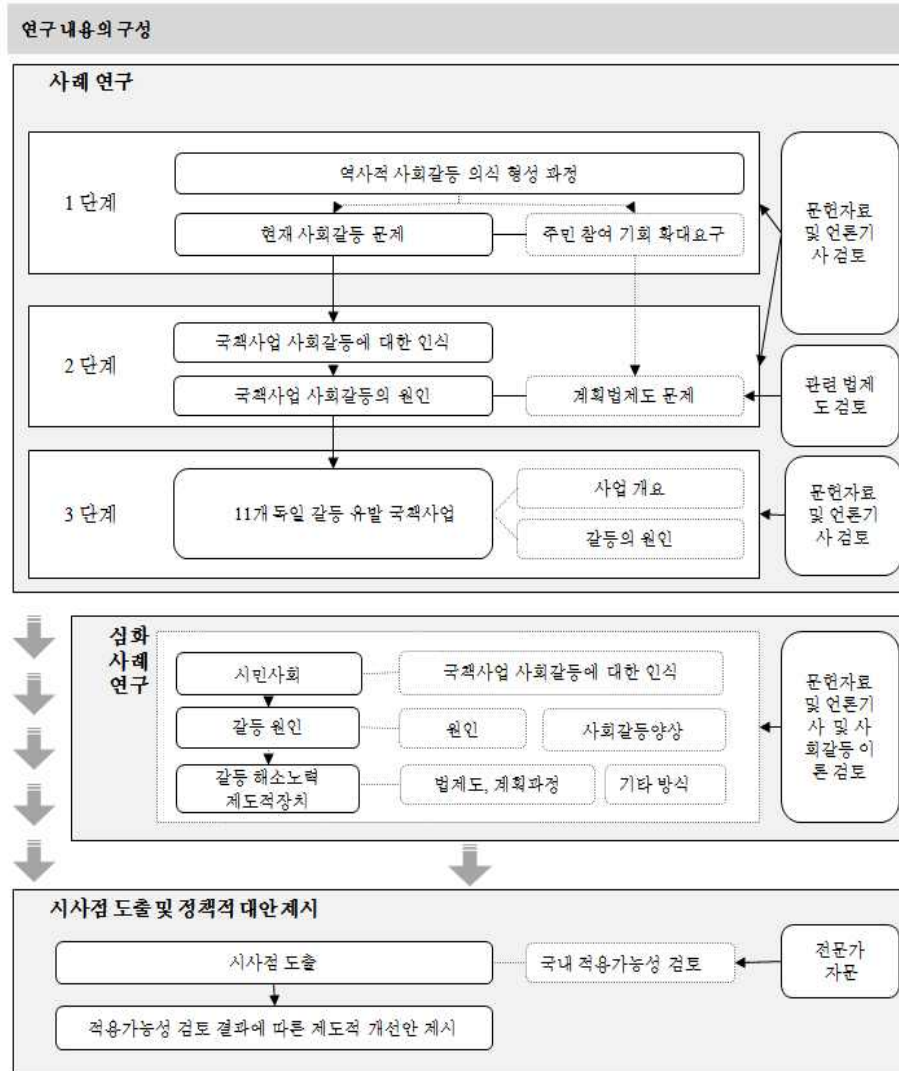 연구 내용의 구성
사례 연구
1 단계
역사적 사회갈등 의식 형성 과정
현재 사회갈등 문제
주민 참여 기회 확대요구
문헌자료
및 언론기
사 검토
2 단계
국책사업 사회갈등에 대한 인식
국책사업 사회갈등의 원인
계획법제도 문제
관련 법제
도 검토
3 단계
11개 독일 갈등 유발 국책사업
사업 개요
갈등의 원인
문헌자료
및 언론기
사 검토
심화
사례
연구
시민사회
국책사업 사회갈등에 대한 인식
갈등 원인
원인
사회갈등양상
갈등 해소노력
제도적장치
법제도, 계획과정
기타 방식
문헌자료
및 언론기
사 및 사
회갈등 이
론 검토
시사점 도출 및 정책적 대안 제시
시사점 도출
국내 적용가능성 검토
전문가
자문
적용가능성 검토 결과에 따른 제도적 개선안 제시